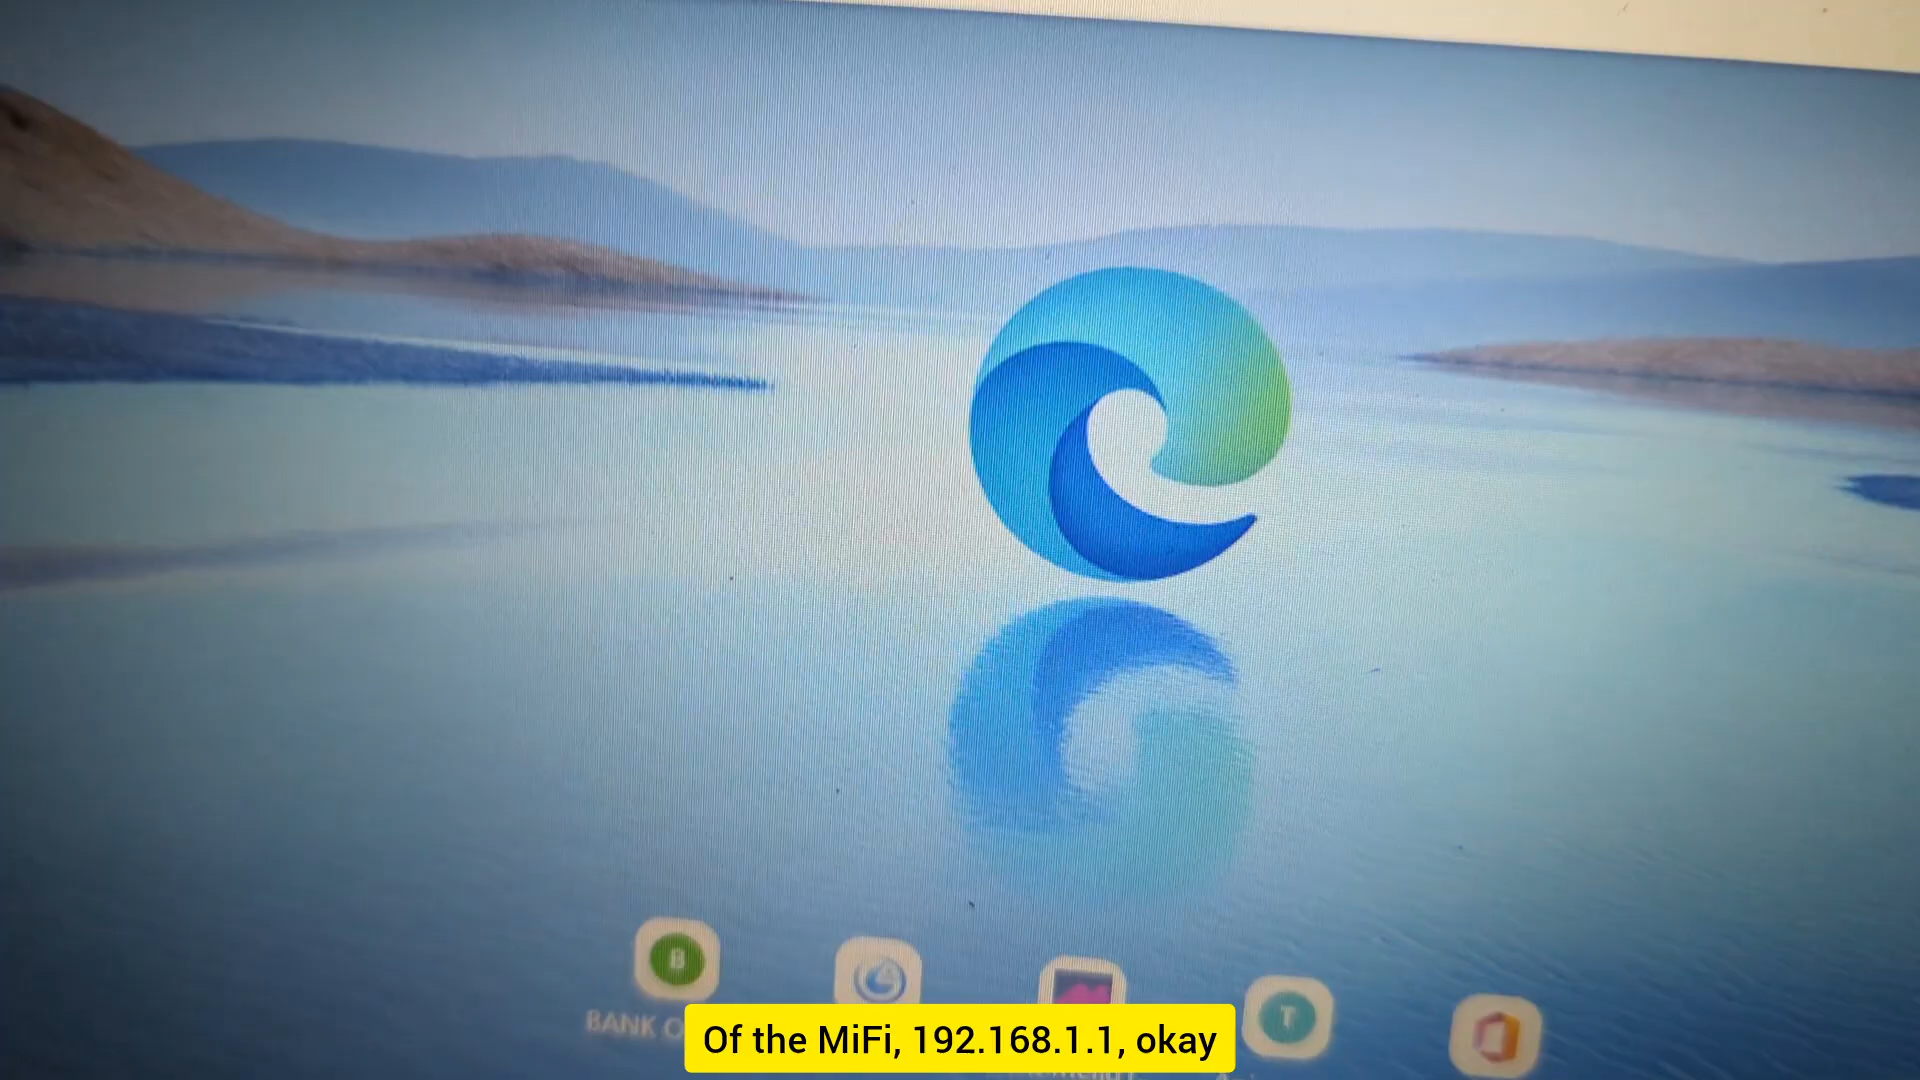 B
T
BANK O
Of the MiFi, 192.168.1.1, okay